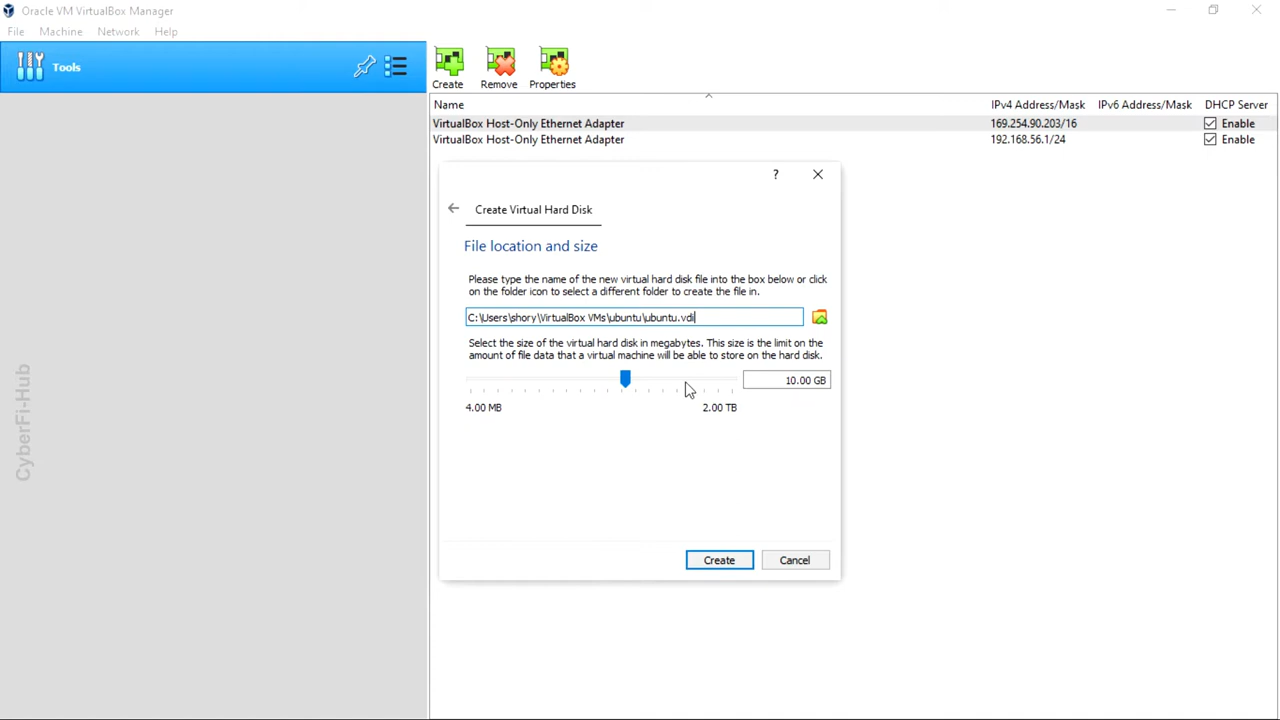 Oracle VM VirtualBox Manager
File Machine Network Help
Tools
Create Remove Properties
Name IPv4 Address/Mask IPv6 Address/Mask DHCP Server
VirtualBox Host-Only Ethernet Adapter 169.254.90.203/16 Enable
VirtualBox Host-Only Ethernet Adapter 192.168.56.1/24 Enable
?
Create Virtual Hard Disk
File location and size
Please type the name of the new virtual hard disk file into the box below or click
on the folder icon to select a different folder to create the file in.
C:\Users\shory\VirtualBox VMs\ubuntu\ubuntu.vdi
Select the size of the virtual hard disk in megabytes. This size is the limit on the
amount of file data that a virtual machine will be able to store on the hard disk.
10.00 GB
4.00 MB 2.00 TB
Create Cancel
CyberFi-Hub